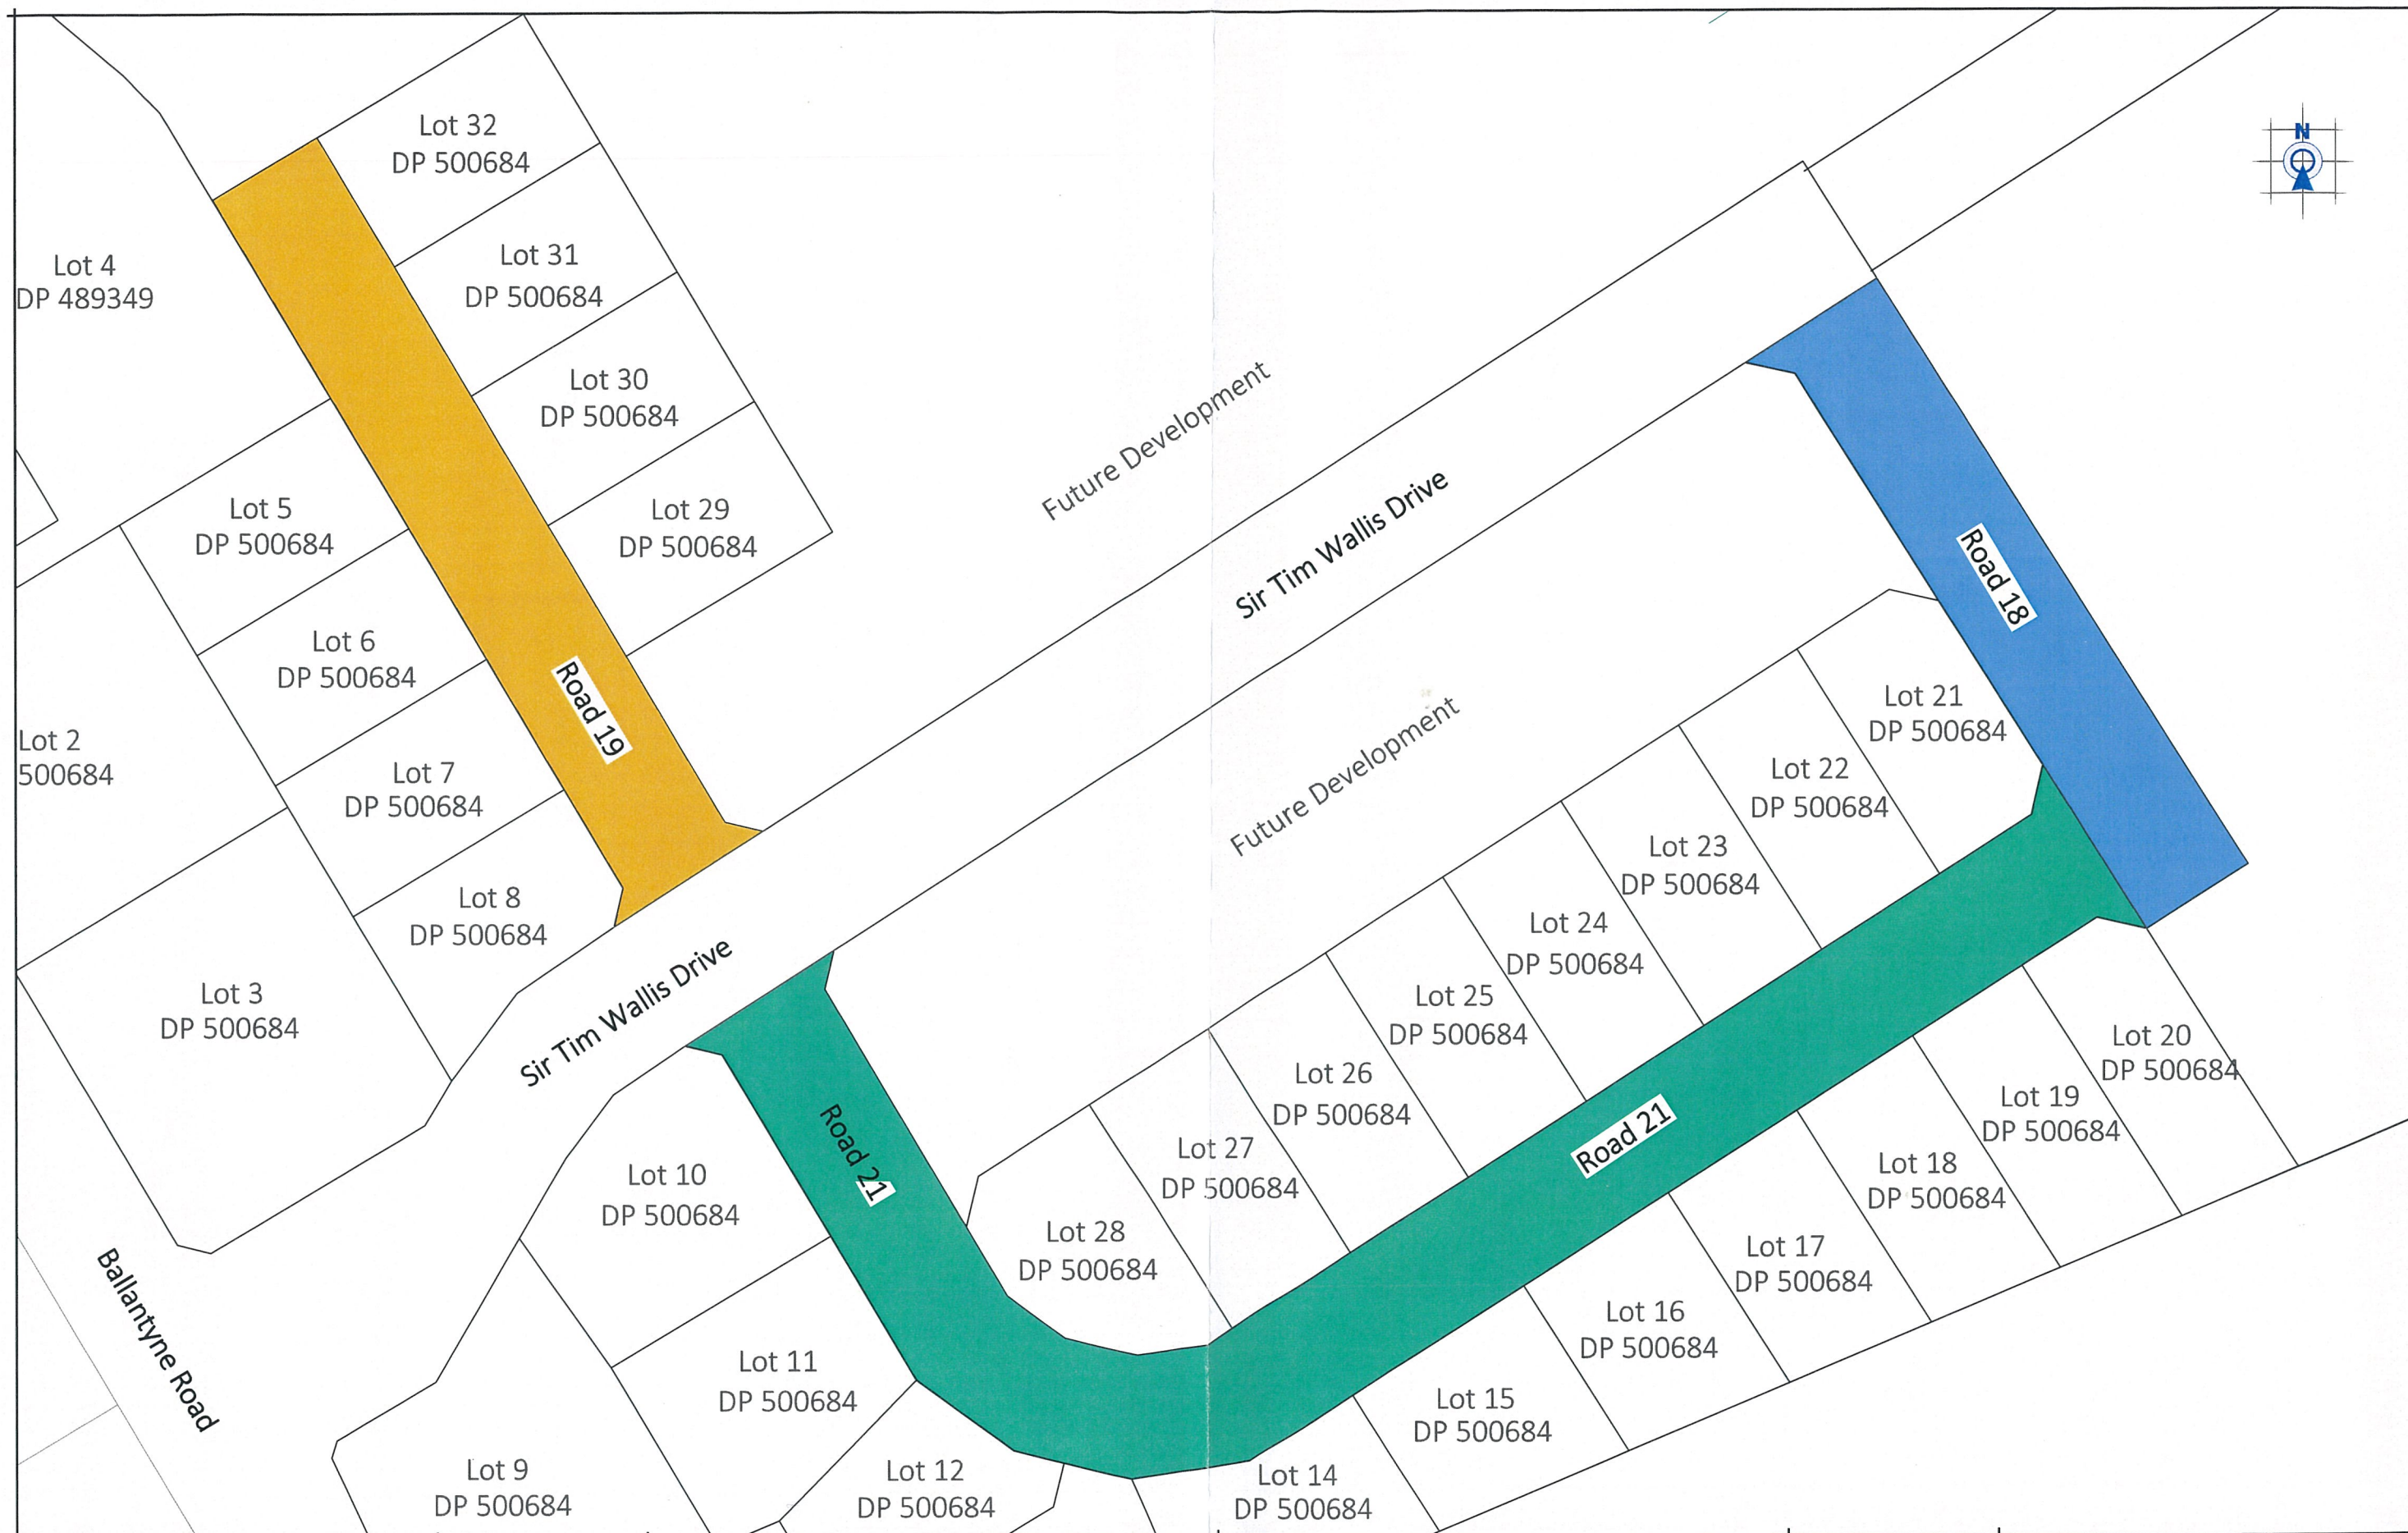 N
Lot 32
DP 500684
Lot 31
DP 500684
Lot 30
DP 500684
Lot 29
DP 500684
Lot 4
DP 489349
Lot 5
DP 500684
Lot 6
DP 500684
Lot 7
DP 500684
Lot 8
DP 500684
Lot 2
500684
Lot 3
DP 500684
Road 19
Future Development
Sir Tim Wallis Drive
Future Development
Road 18
Lot 21
DP 500684
Lot 22
DP 500684
Lot 23
DP 500684
Lot 24
DP 500684
Lot 25
DP 500684
Lot 26
DP 500684
Lot 27
DP 500684
Lot 28
DP 500684
Sir Tim Wallis Drive
Road 21
Road 21
Lot 20
DP 500684
Lot 19
DP 500684
Lot 18
DP 500684
Lot 17
DP 500684
Lot 16
DP 500684
Lot 15
DP 500684
Lot 14
DP 500684
Lot 10
DP 500684
Lot 11
DP 500684
Lot 12
DP 500684
Lot 9
DP 500684
Ballantyne Road